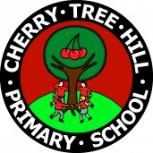 CHERRY • TREE • HILL
• PRIMARY • SCHOOL •